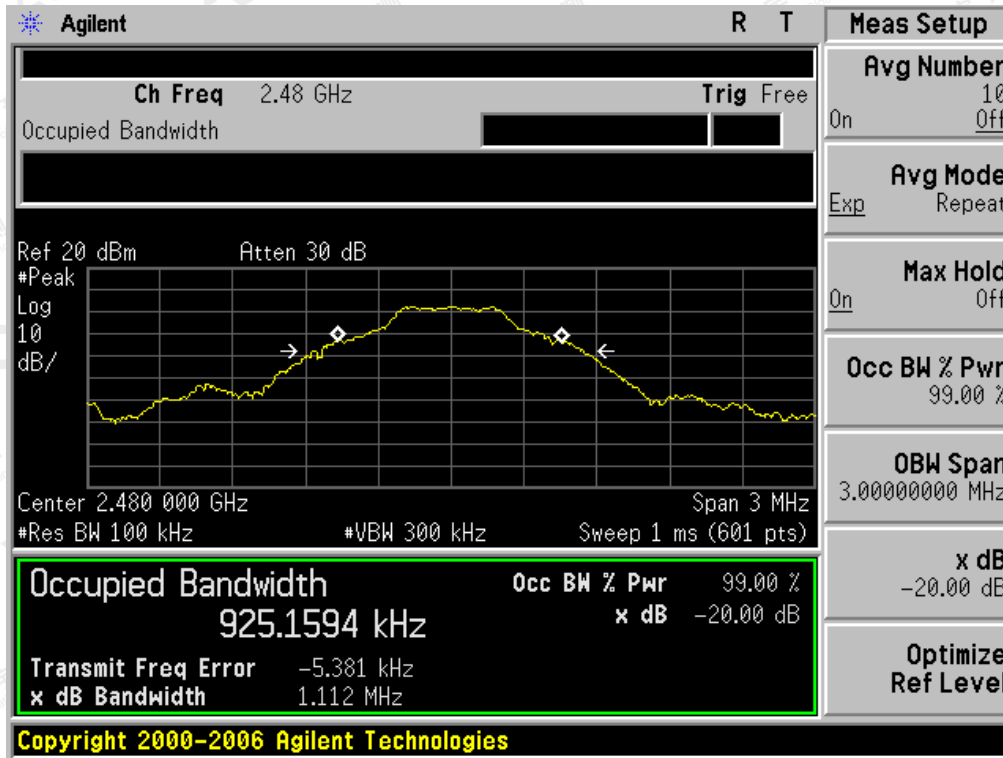 Agilent R T
Ch Freq 2.48 GHz Trig Free
Occupied Bandwidth
Ref 20 dBm Atten 30 dB
#Peak
Log
10
dB/
Center 2.480 000 GHz Span 3 MHz
#Res BW 100 kHz #VBW 300 kHz Sweep 1 ms (601 pts)
Occupied Bandwidth
925.1594 kHz
Occ BW % Pwr 99.00 %
x dB -20.00 dB
Transmit Freq Error -5.381 kHz
x dB Bandwidth 1.112 MHz
Copyright 2000-2006 Agilent Technologies
Meas Setup
Avg Number
10
On Off
Avg Mode
Exp Repeat
Max Hold
On Off
Occ BW % Pwr
99.00 %
OBW Span
3.00000000 MHz
x dB
-20.00 dB
Optimize
Ref Level